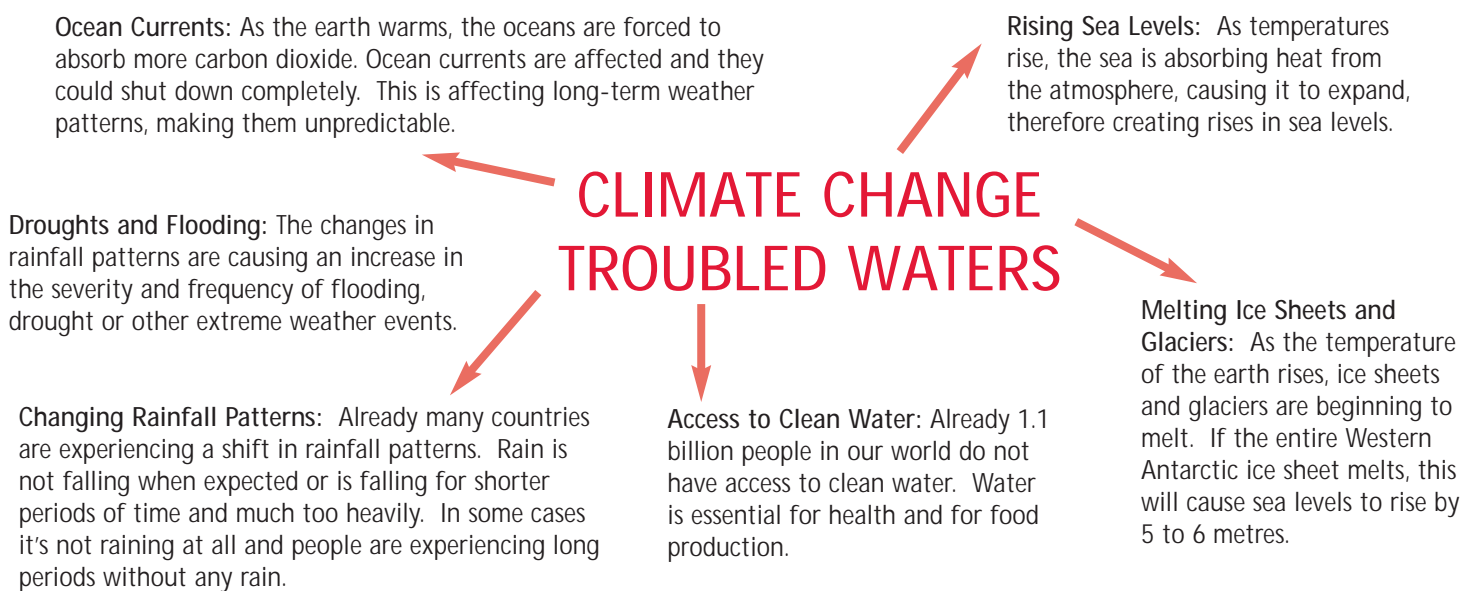 Ocean Currents: As the earth warms, the oceans are forced to
absorb more carbon dioxide. Ocean currents are affected and they
could shut down completely. This is affecting long-term weather
patterns, making them unpredictable.
Rising Sea Levels: As temperatures
rise, the sea is absorbing heat from
the atmosphere, causing it to expand,
therefore creating rises in sea levels.
CLIMATE CHANGE
TROUBLED WATERS
Droughts and Flooding: The changes in
rainfall patterns are causing an increase in
the severity and frequency of flooding,
drought or other extreme weather events.
Melting Ice Sheets and
Glaciers: As the temperature
of the earth rises, ice sheets
and glaciers are beginning to
melt. If the entire Western
Antarctic ice sheet melts, this
will cause sea levels to rise by
5 to 6 metres.
Changing Rainfall Patterns: Already many countries
are experiencing a shift in rainfall patterns. Rain is
not falling when expected or is falling for shorter
periods of time and much too heavily. In some cases
it's not raining at all and people are experiencing long
periods without any rain.
Access to Clean Water: Already 1.1
billion people in our world do not
have access to clean water. Water
is essential for health and for food
production.